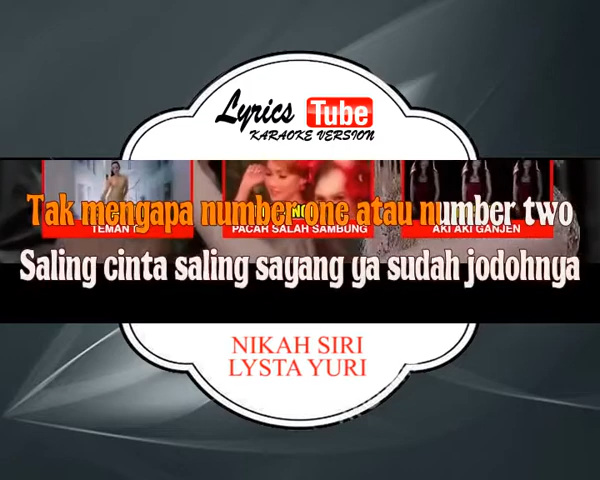 Lyrics Tube
KARAOKE VERSION
Tak mengapa number one atau number two
PACAR SALAH SAMBUNG
AKI AKI GANJEN
Saling cinta saling sayang ya sudah jodohnya
NIKAH SIRI
LYSTA YURI